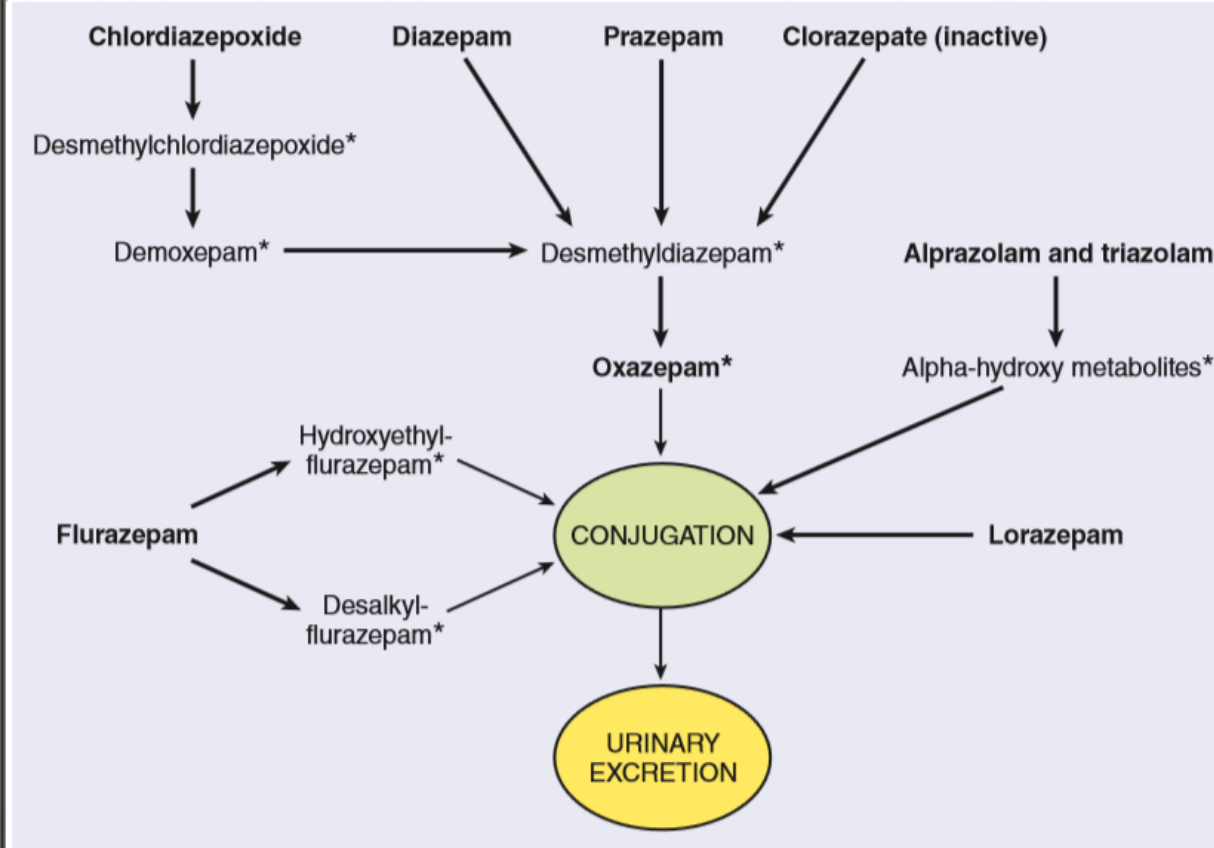 Chlordiazepoxide
Diazepam
Prazepam
Clorazepate (inactive)
Desmethylchlordiazepoxide*
Demoxepam*
Desmethyldiazepam*
Alprazolam and triazolam
Oxazepam*
Alpha-hydroxy metabolites*
Hydroxyethyl-
flurazepam*
Flurazepam
CONJUGATION
Lorazepam
Desalkyl-
flurazepam*
URINARY
EXCRETION